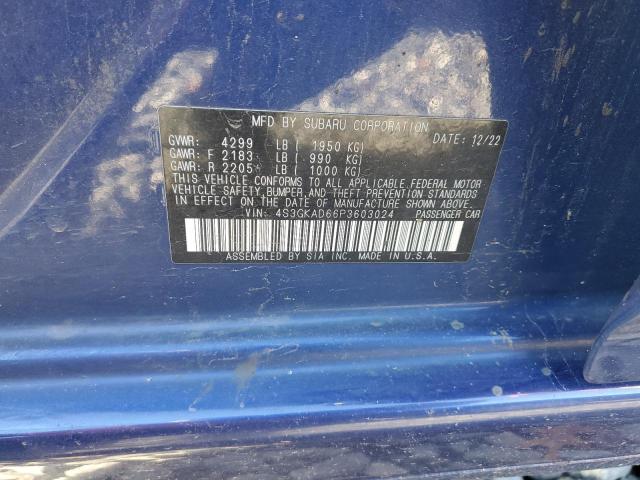 MFD BY SUBARU CORPORATION DATE: 12/22
GVWR: 4299 LB ( 1950 KG)
GAWR: F 2183 LB ( 990 KG)
GAWR: R 2205 LB ( 1000 KG)
THIS VEHICLE CONFORMS TO ALL APPLICABLE FEDERAL MOTOR
VEHICLE SAFETY, BUMPER, AND THEFT PREVENTION STANDARDS
IN EFFECT ON THE DATE OF MANUFACTURE SHOWN ABOVE.
VIN: 4S3GKAD66P3603024 PASSENGER CAR
ASSEMBLED BY SIA INC. MADE IN U.S.A.